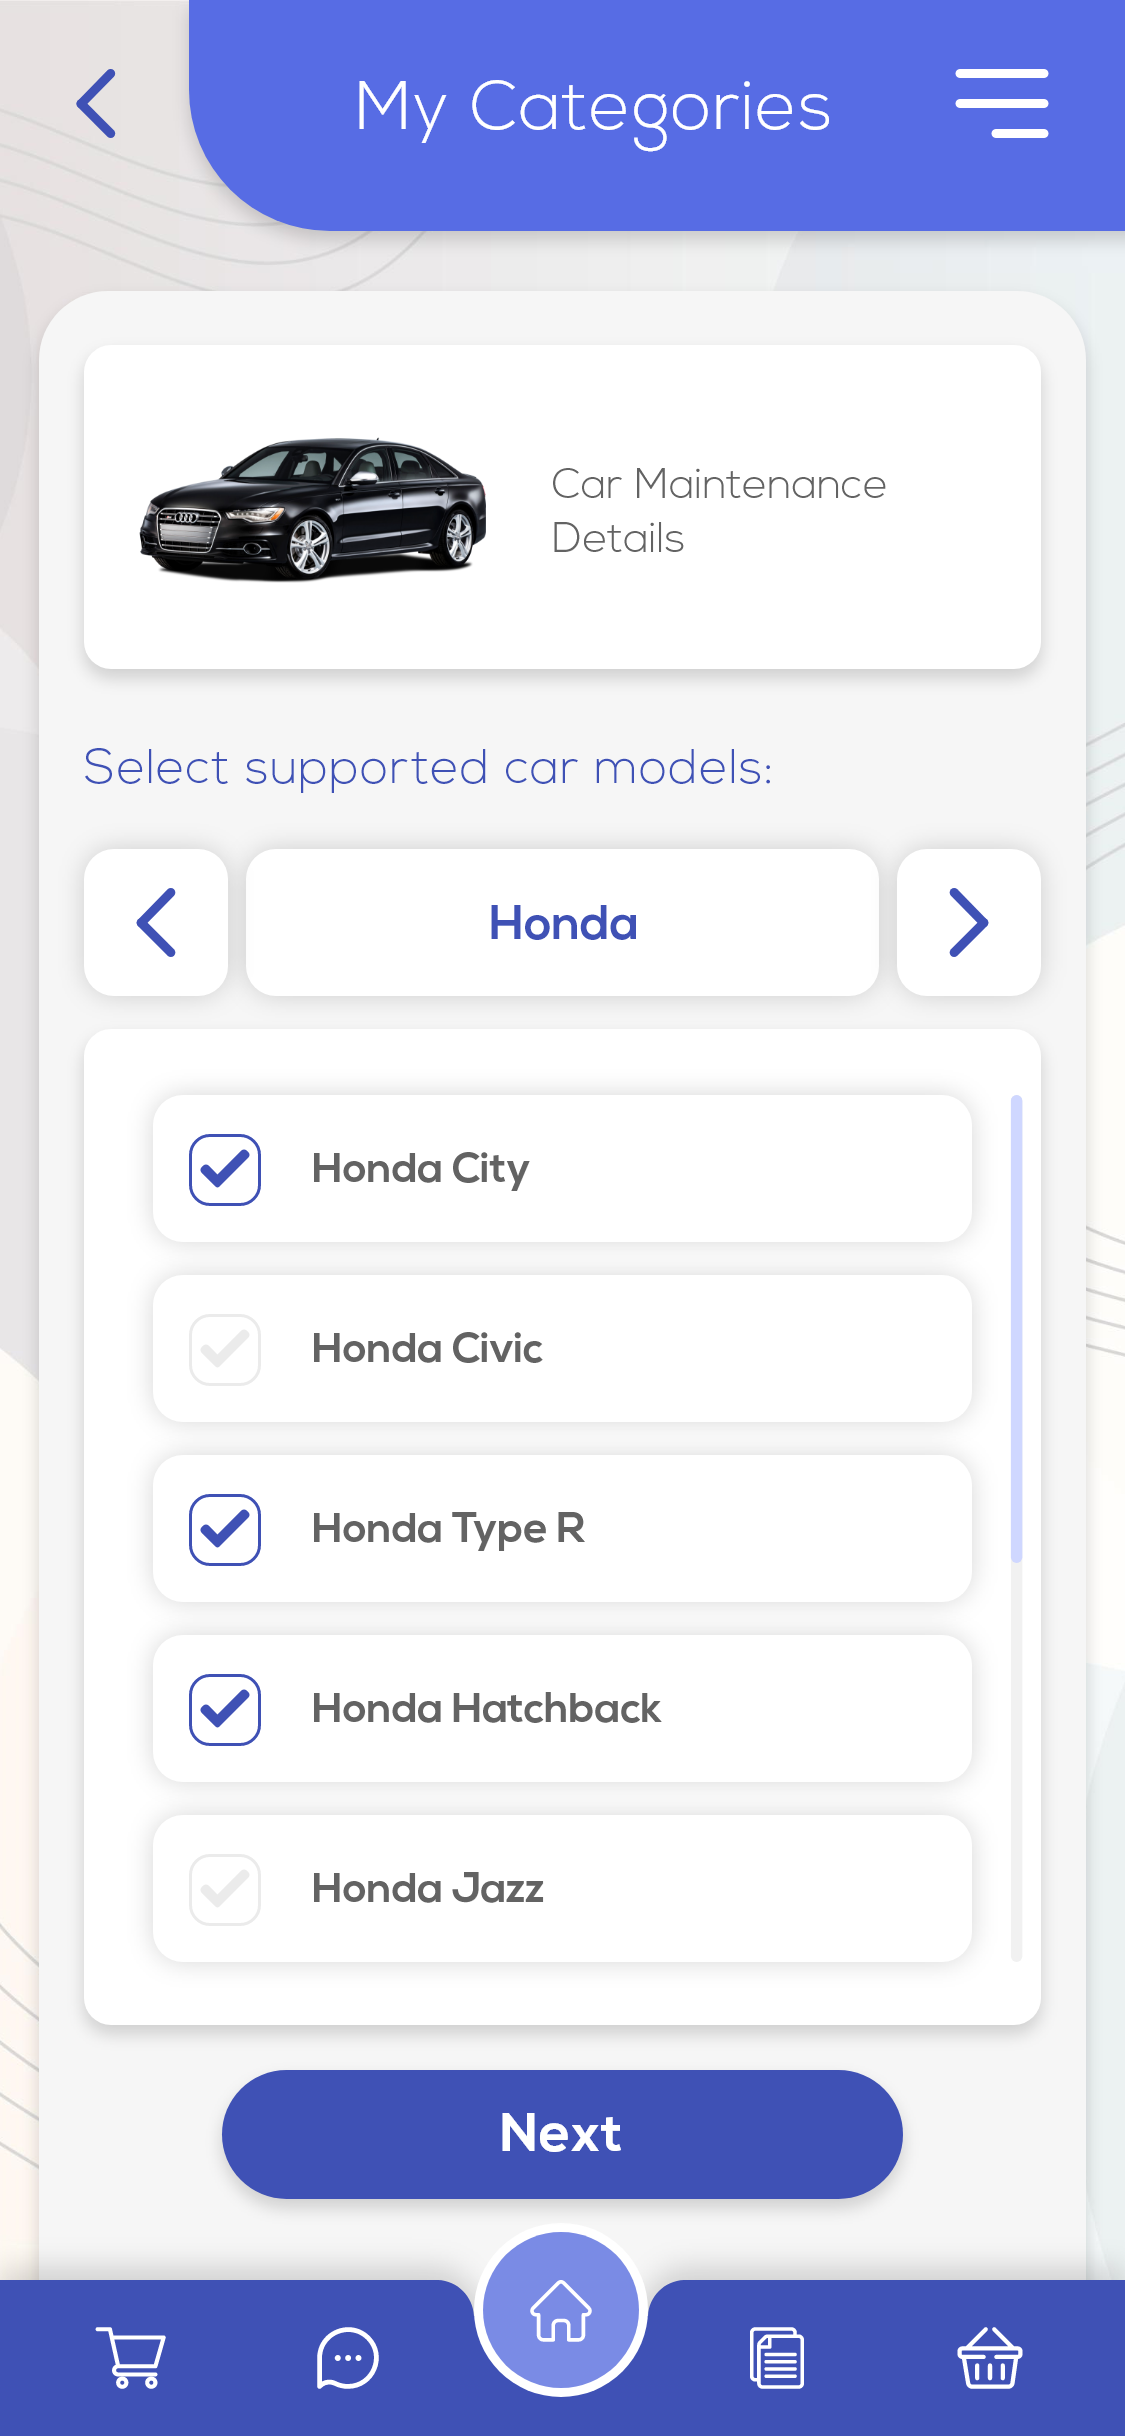 My Categories
Car Maintenance
Details
Select supported car models:
Honda
Honda City
Honda Civic
Honda Type R
Honda Hatchback
Honda Jazz
Next